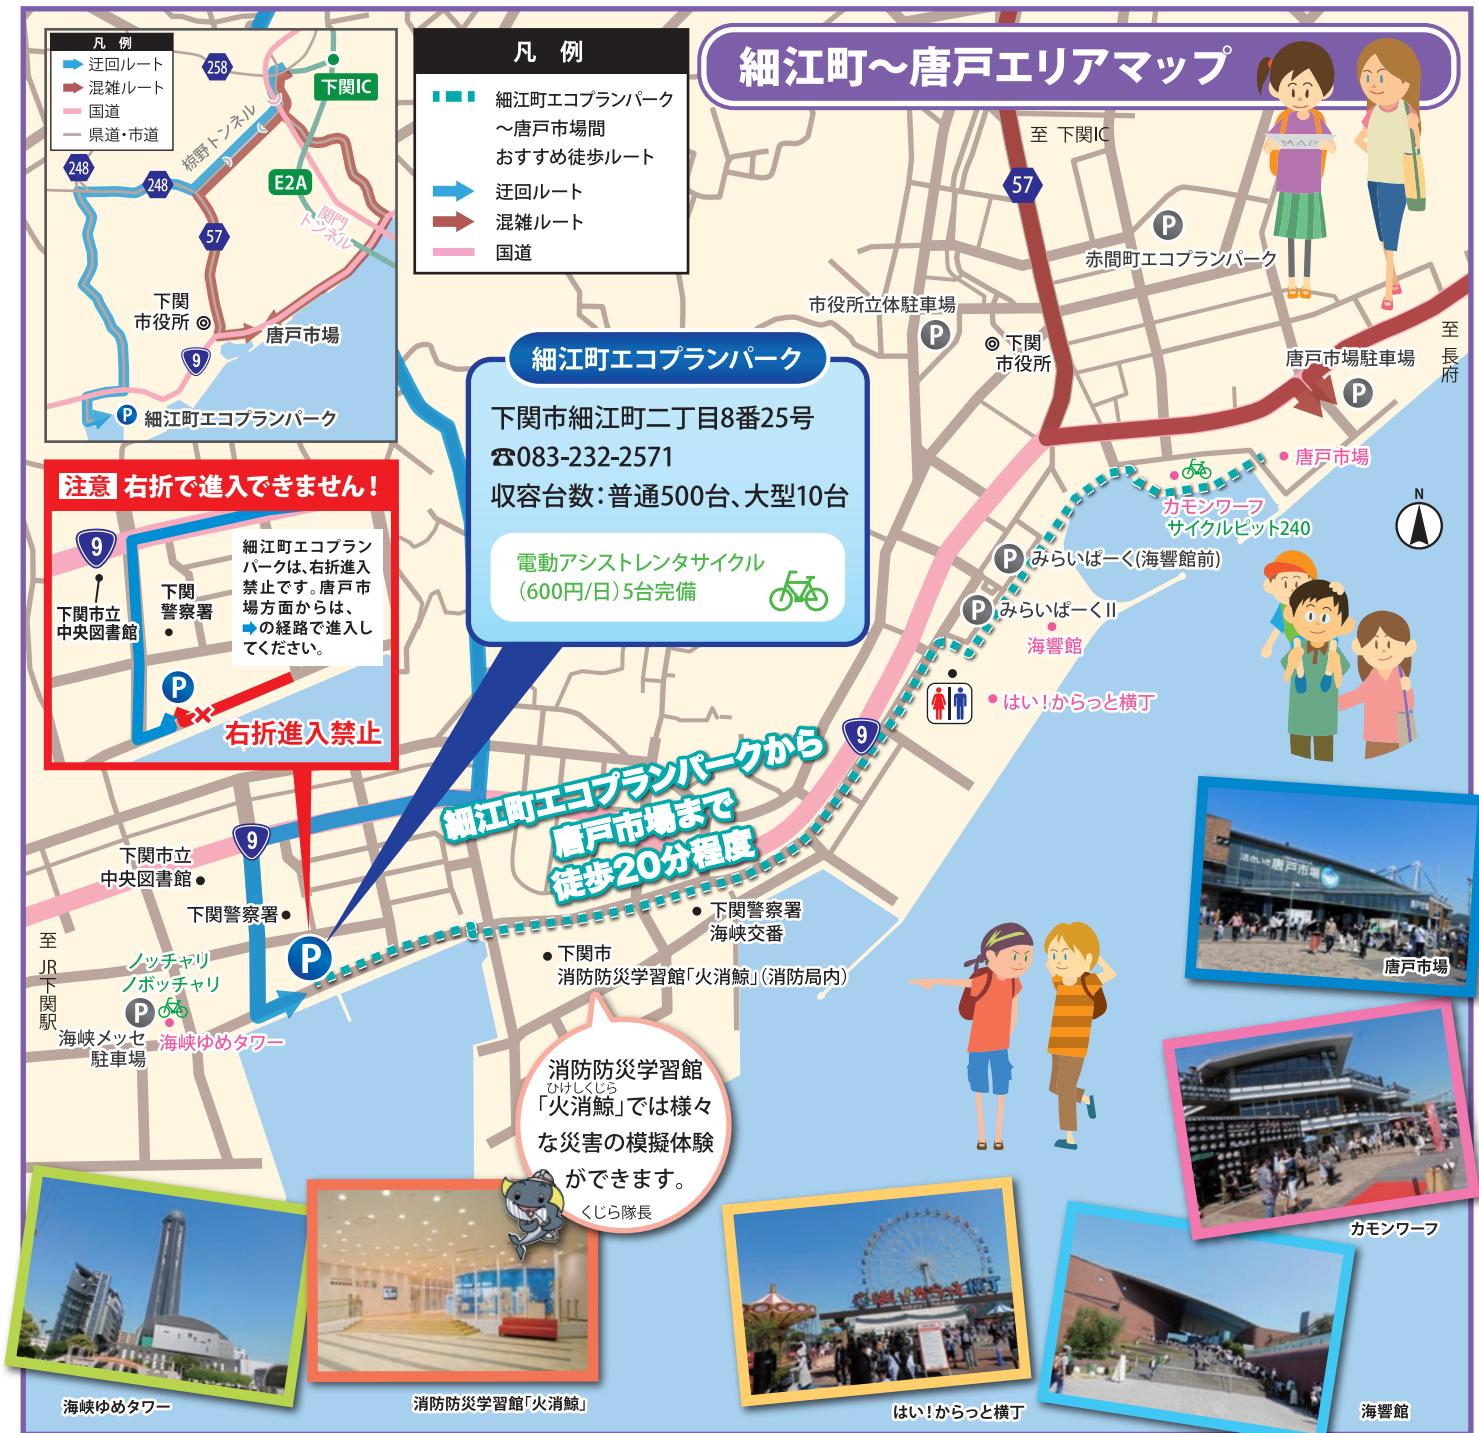 細江町～唐戸エリアマップ
凡 例
迂回ルート
混雑ルート
国道
県道・市道
258
下関IC
椋野トンネル
248
248
E2A
57
関門
トンネル
下関
市役所
唐戸市場
9
P
細江町エコプランパーク
凡 例
細江町エコプランパーク
～唐戸市場間
おすすめ徒歩ルート
迂回ルート
混雑ルート
国道
至 下関IC
57
MAP
P
赤間町エコプランパーク
市役所立体駐車場
P
下関
市役所
至 長府
唐戸市場駐車場
P
唐戸市場
カモンワーフ
サイクルピット240
N
細江町エコプランパーク
下関市細江町二丁目8番25号
☎083-232-2571
収容台数：普通500台、大型10台
電動アシストレンタサイクル
（600円/日）5台完備
注意 右折で進入できません！
9
下関市立
中央図書館
下関
警察署
細江町エコプラン
パークは、右折進入
禁止です。唐戸市
場方面からは、
➡の経路で進入し
てください。
P
右折進入禁止
P
みらいぱーく(海響館前)
P
みらいぱーくII
海響館
はい！からっと横丁
9
細江町エコプランパークから
唐戸市場まで
徒歩20分程度
9
下関市立
中央図書館
下関警察署
P
至 JR下関駅
ノッチャリ
ノボッチャリ
P
海峡メッセ
駐車場
海峡ゆめタワー
下関警察署
海峡交番
下関市
消防防災学習館「火消鯨」（消防局内）
消防防災学習館
ひけしくじら
「火消鯨」では様々
な災害の模擬体験
ができます。
くじら隊長
唐戸市場
唐戸市場
カモンワーフ
海峡ゆめタワー
消防防災学習館「火消鯨」
はい！からっと横丁
はい！からっと横丁
海響館